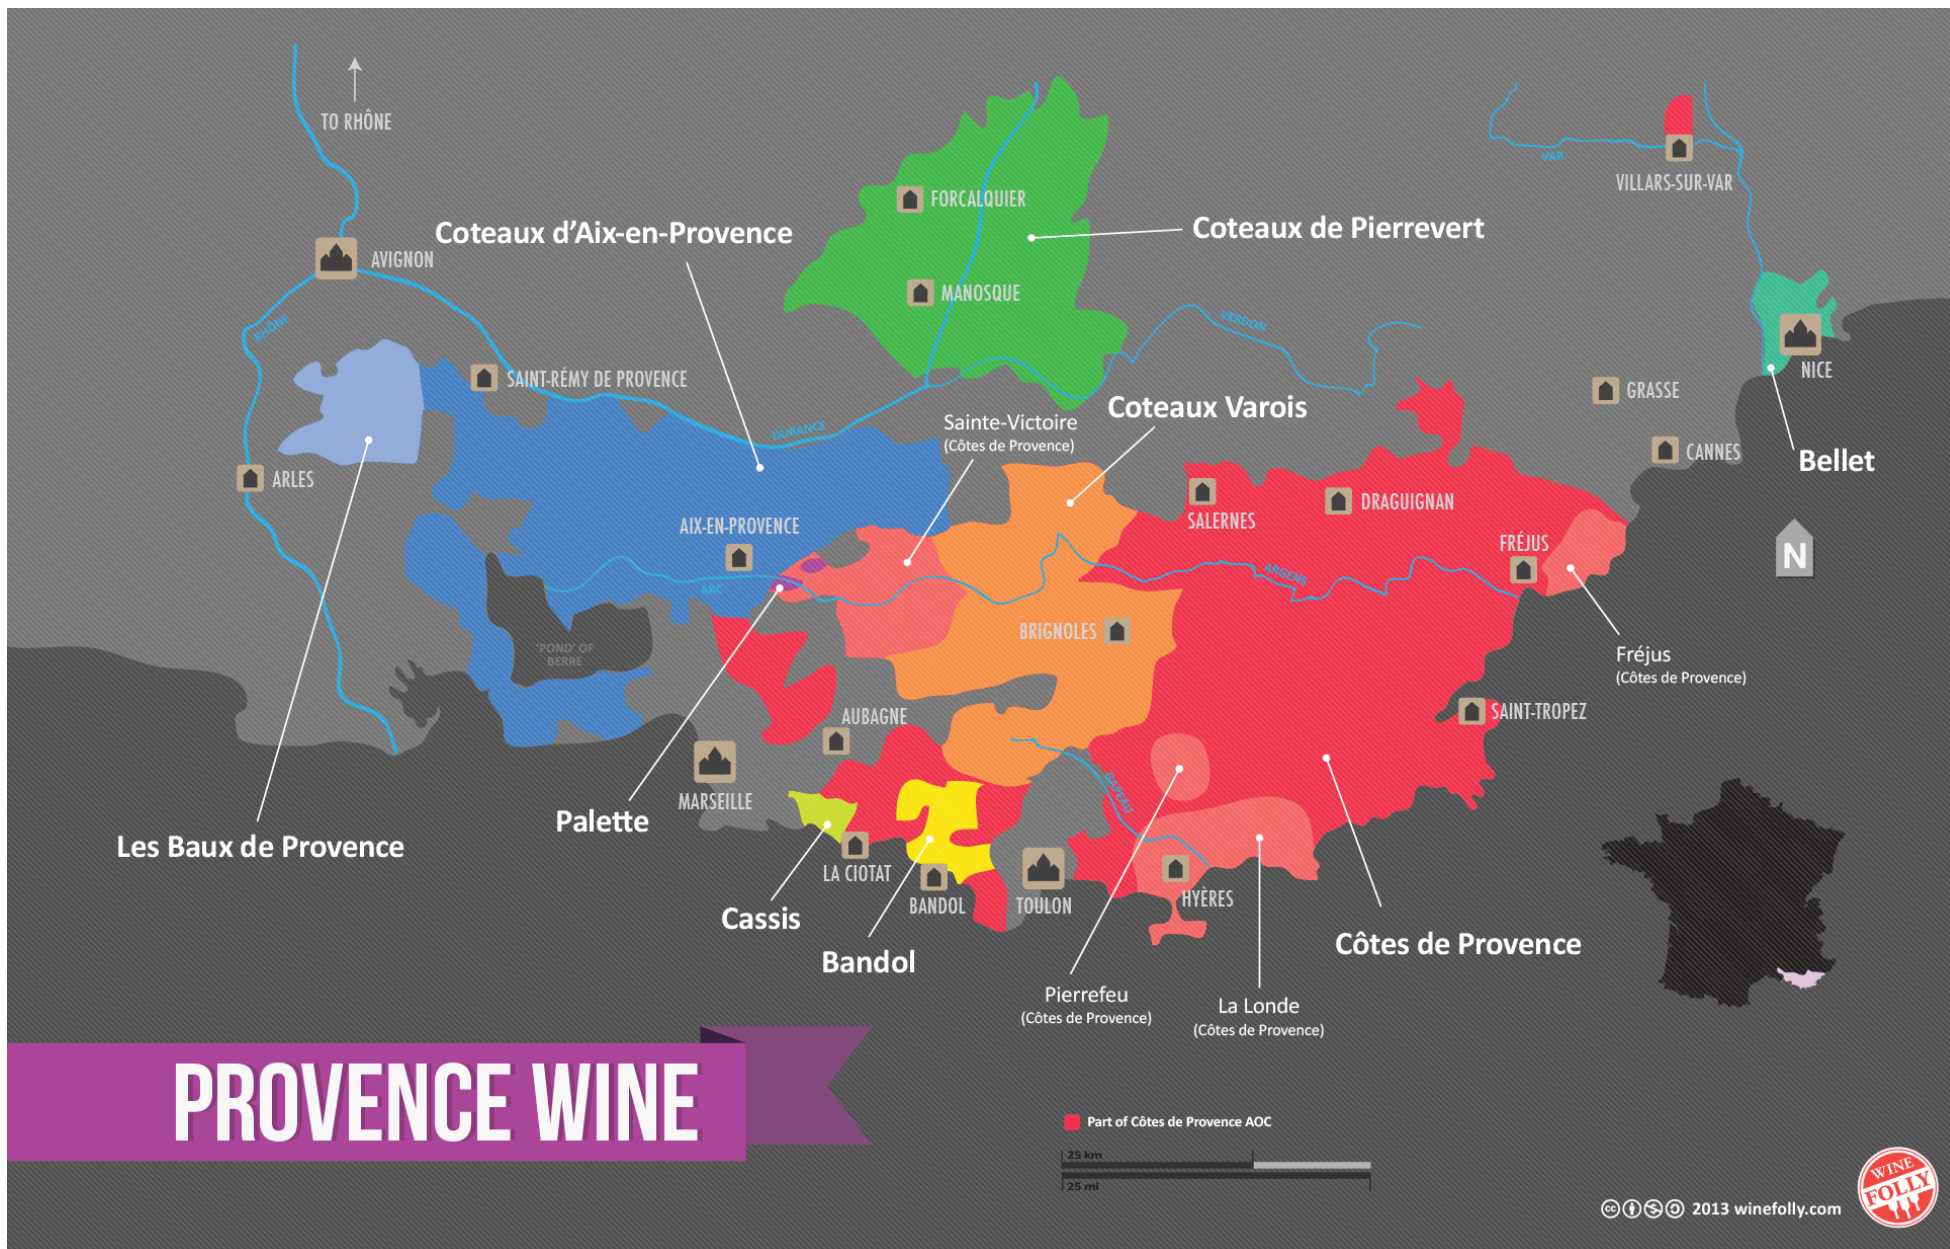 TO RHÔNE
VAR
VILLARS-SUR-VAR
FORCALQUIER
Coteaux d’Aix-en-Provence
Coteaux de Pierrevert
AVIGNON
MANOSQUE
RHÔNE
VERDON
NICE
SAINT-RÉMY DE PROVENCE
GRASSE
Coteaux Varois
Sainte-Victoire
(Côtes de Provence)
DURANCE
CANNES
Bellet
ARLES
DRAGUIGNAN
SALERNES
AIX-EN-PROVENCE
FRÉJUS
N
ARC
ARGENS
BRIGNOLES
‘POND’ OF
BERRE
Fréjus
(Côtes de Provence)
SAINT-TROPEZ
AUBAGNE
MARSEILLE
GAPEAU
Palette
Les Baux de Provence
LA CIOTAT
BANDOL
TOULON
HYÈRES
Cassis
Bandol
Côtes de Provence
Pierrefeu
(Côtes de Provence)
La Londe
(Côtes de Provence)
PROVENCE WINE
Part of Côtes de Provence AOC
25 km
25 mi
cc 2013 winefolly.com
WINE
FOLLY